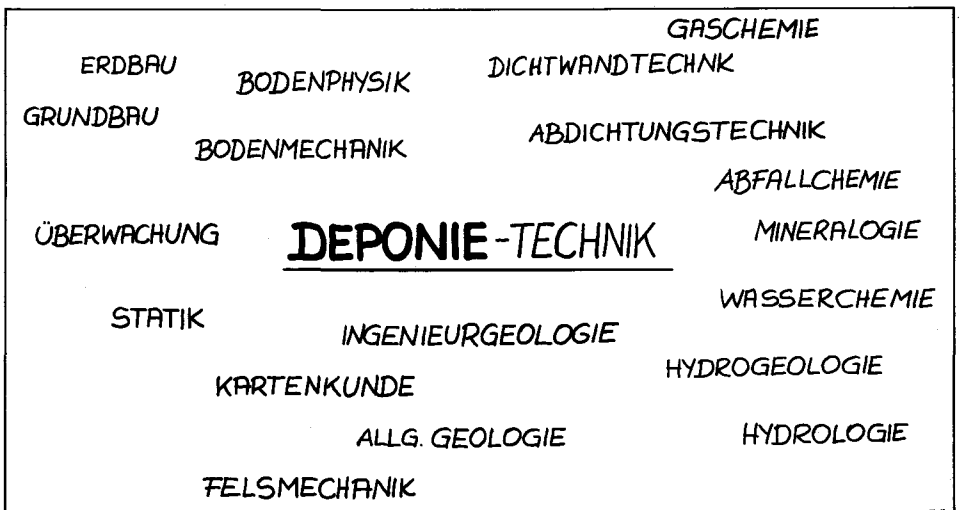 GASCHEMIE
ERDBAU
BODENPHYSIK
DICHTWANDTECHNK
GRUNDBAU
BODENMECHANIK
ABDICHTUNGSTECHNIK
ABFALLCHEMIE
ÜBERWACHUNG
DEPONIE-TECHNIK
MINERALOGIE
WASSERCHEMIE
STATIK
INGENIEURGEOLOGIE
HYDROGEOLOGIE
KARTENKUNDE
ALLG. GEOLOGIE
HYDROLOGIE
FELSMECHANIK